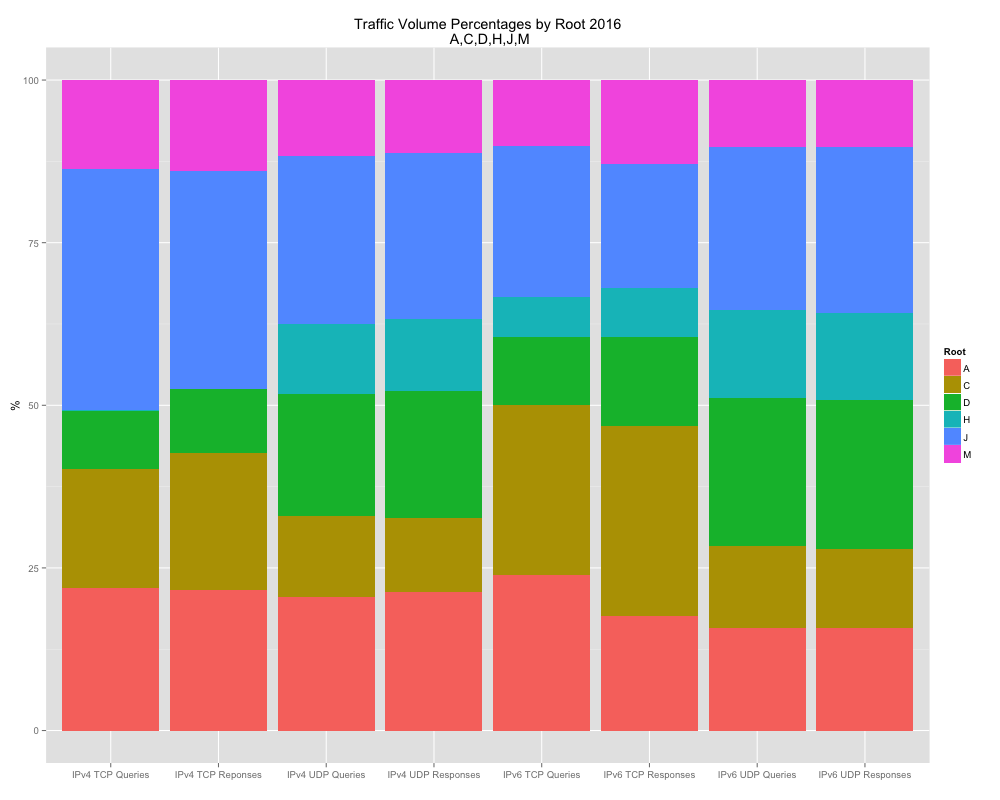 Traffic Volume Percentages by Root 2016
A,C,D,H,J,M
100
75
50
25
0
%
IPv4 TCP Queries
IPv4 TCP Reponses
IPv4 UDP Queries
IPv4 UDP Responses
IPv6 TCP Queries
IPv6 TCP Responses
IPv6 UDP Queries
IPv6 UDP Responses
Root
A
C
D
H
J
M